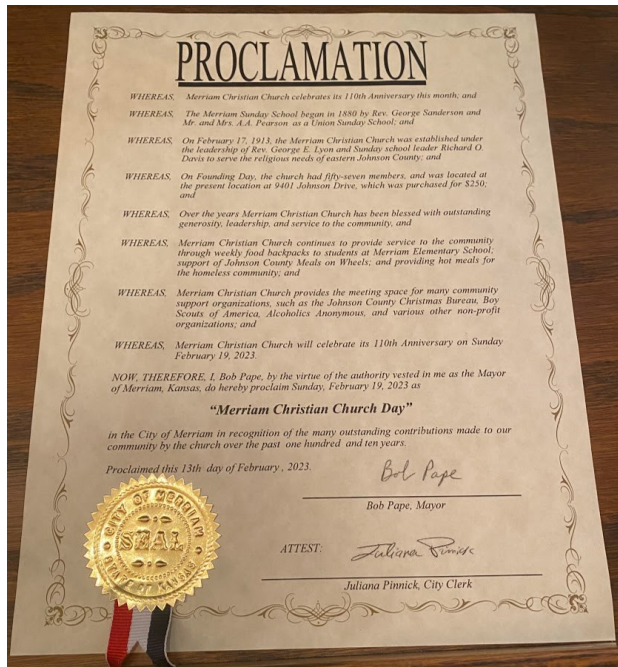 PROCLAMATION
WHEREAS, Merriam Christian Church celebrates its 110th Anniversary this month; and
WHEREAS, The Merriam Sunday School began in 1880 by Rev. George Sanderson and
Mr. and Mrs. A.A. Pearson as a Union Sunday School; and
WHEREAS, On February 17, 1913, the Merriam Christian Church was established under
the leadership of Rev. George E. Lyon and Sunday school leader Richard O.
Davis to serve the religious needs of eastern Johnson County; and
WHEREAS, On Founding Day, the church had fifty-seven members, and was located at
the present location at 9401 Johnson Drive, which was purchased for $250;
and
WHEREAS, Over the years Merriam Christian Church has been blessed with outstanding
generosity, leadership, and service to the community, and
WHEREAS, Merriam Christian Church continues to provide service to the community
through weekly food backpacks to students at Merriam Elementary School;
support of Johnson County Meals on Wheels; and providing hot meals for
the homeless community; and
WHEREAS, Merriam Christian Church provides the meeting space for many community
support organizations, such as the Johnson County Christmas Bureau, Boy
Scouts of America, Alcoholics Anonymous, and various other non-profit
organizations; and
WHEREAS, Merriam Christian Church will celebrate its 110th Anniversary on Sunday
February 19, 2023.
NOW, THEREFORE, I, Bob Pape, by the virtue of the authority vested in me as the Mayor
of Merriam, Kansas, do hereby proclaim Sunday, February 19, 2023 as
"Merriam Christian Church Day"
in the City of Merriam in recognition of the many outstanding contributions made to our
community by the church over the past one hundred and ten years.
Proclaimed this 13th day of February, 2023.
Bob Pape
Bob Pape, Mayor
CITY OF MERRIAM
SEAL
STATE OF KANSAS
ATTEST: Juliana Pinnick
Juliana Pinnick, City Clerk